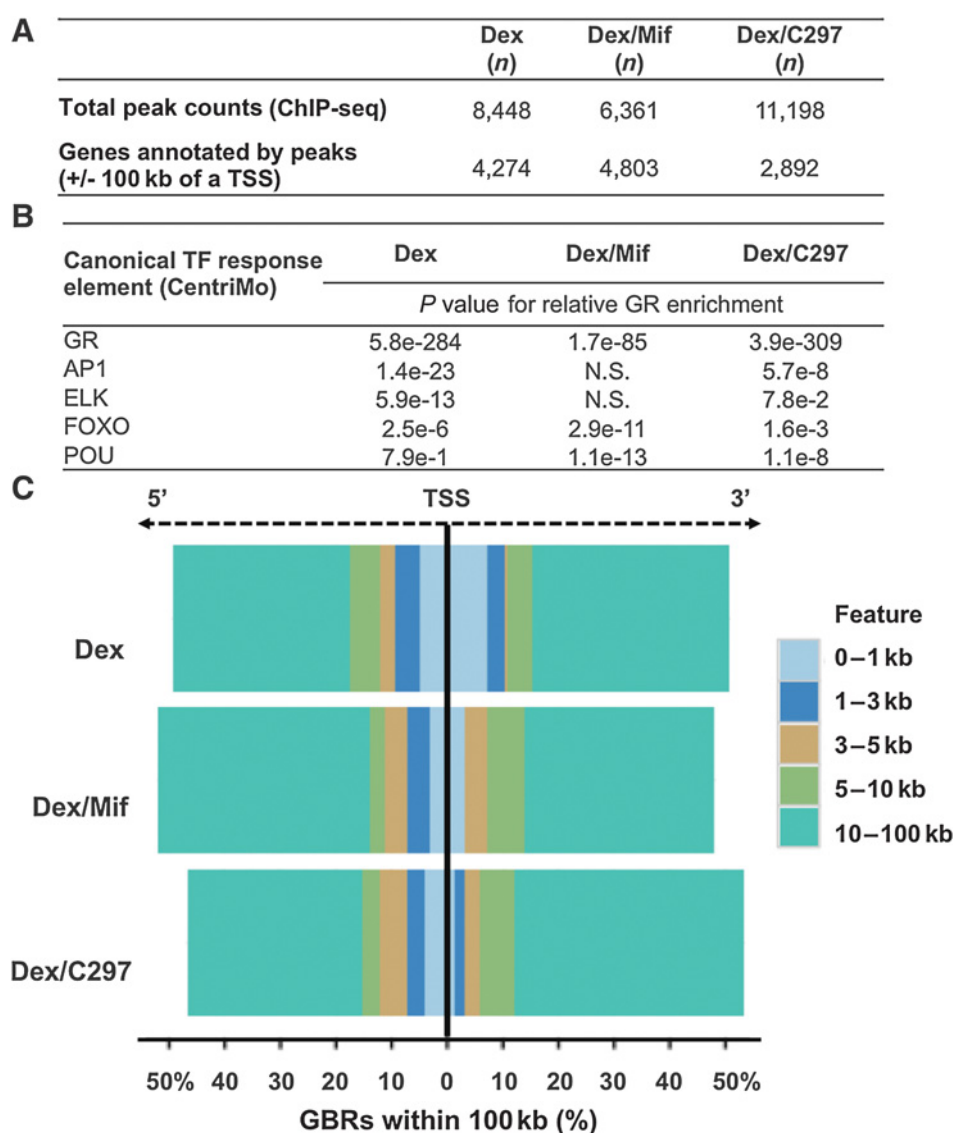 A
Dex Dex/Mif Dex/C297
(n) (n) (n)
Total peak counts (ChIP-seq) 8,448 6,361 11,198
Genes annotated by peaks
(+/- 100 kb of a TSS) 4,274 4,803 2,892
B
Canonical TF response
element (CentriMo)
Dex Dex/Mif Dex/C297
P value for relative GR enrichment
GR 5.8e-284 1.7e-85 3.9e-309
AP1 1.4e-23 N.S. 5.7e-8
ELK 5.9e-13 N.S. 7.8e-2
FOXO 2.5e-6 2.9e-11 1.6e-3
POU 7.9e-1 1.1e-13 1.1e-8
C
5’ TSS 3’
Dex
Dex/Mif
Dex/C297
Feature
0–1 kb
1–3 kb
3–5 kb
5–10 kb
10–100 kb
50% 40 30 20 10 0 10 20 30 40 50%
GBRs within 100 kb (%)